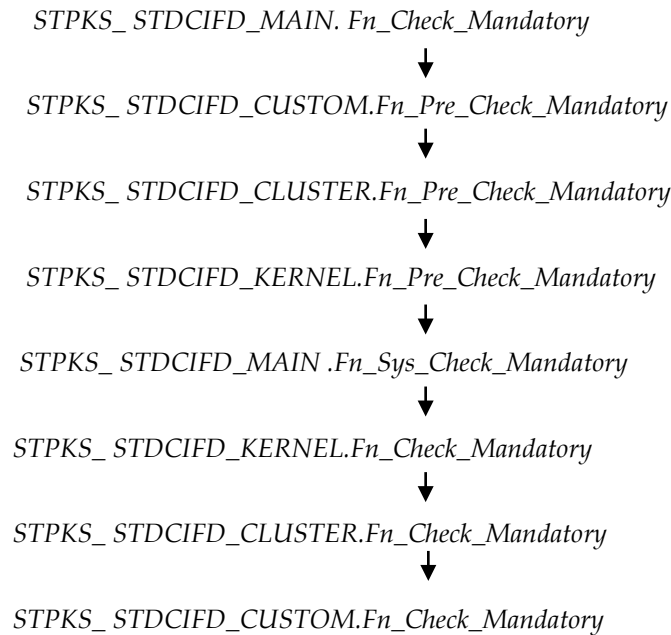 STPKS_ STDCIFD_MAIN. Fn_Check_Mandatory
STPKS_ STDCIFD_CUSTOM.Fn_Pre_Check_Mandatory
STPKS_ STDCIFD_CLUSTER.Fn_Pre_Check_Mandatory
STPKS_ STDCIFD_KERNEL.Fn_Pre_Check_Mandatory
STPKS_ STDCIFD_MAIN .Fn_Sys_Check_Mandatory
STPKS_ STDCIFD_KERNEL.Fn_Check_Mandatory
STPKS_ STDCIFD_CLUSTER.Fn_Check_Mandatory
STPKS_ STDCIFD_CUSTOM.Fn_Check_Mandatory